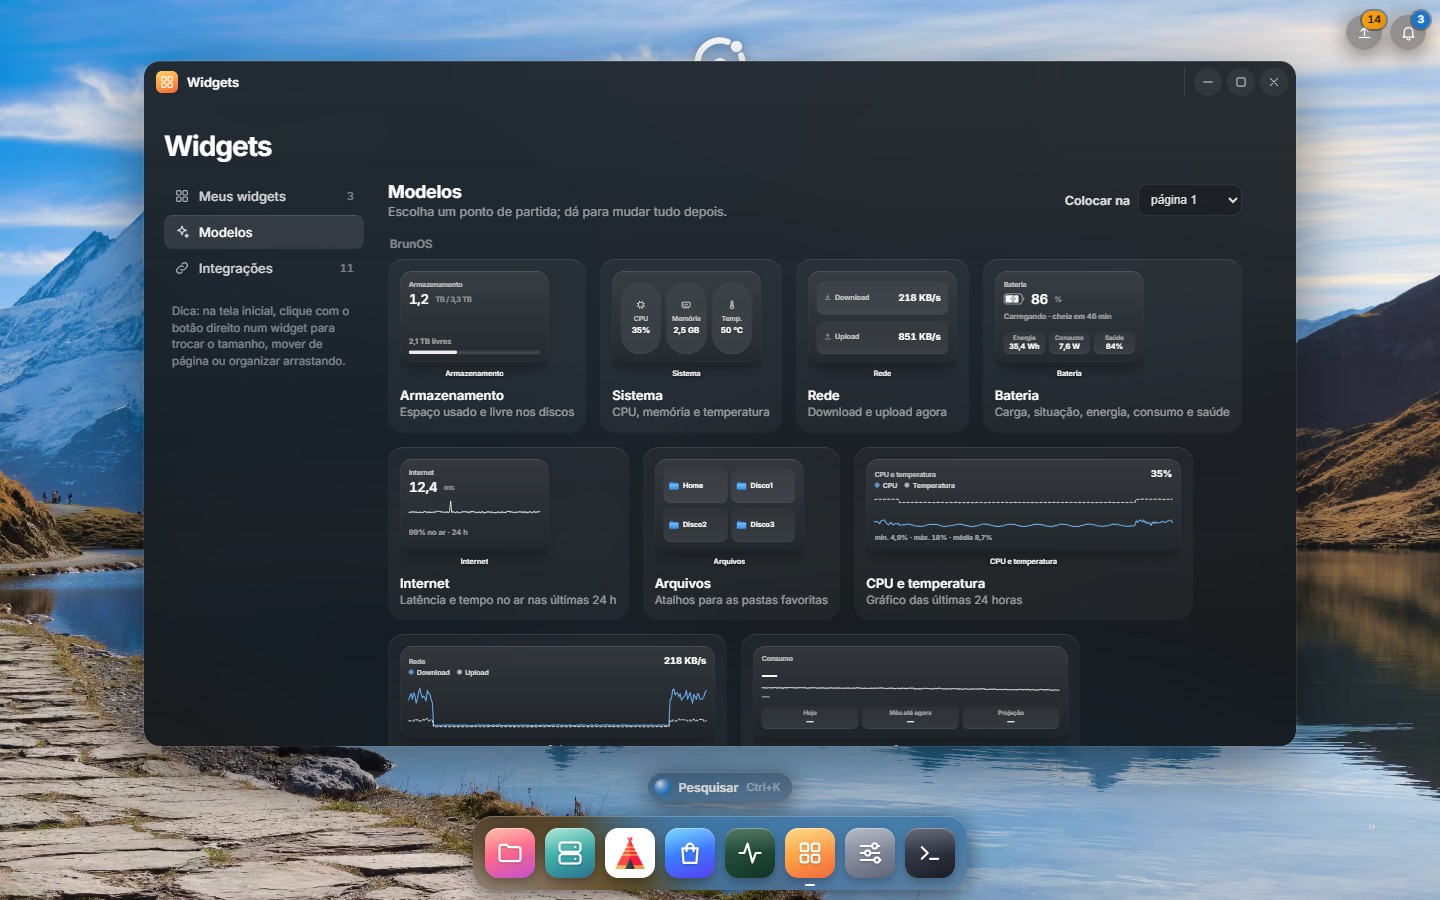 14
3
Widgets
Widgets
Meus widgets 3
Modelos
Integrações 11
Dica: na tela inicial, clique com o
botão direito num widget para
trocar o tamanho, mover de
página ou organizar arrastando.
Modelos
Escolha um ponto de partida; dá para mudar tudo depois.
Colocar na página 1
BrunOS
Armazenamento
1,2 TB / 3,3 TB
2,1 TB livres
Armazenamento
Armazenamento
Espaço usado e livre nos discos
CPU Memória Temp.
35% 2,5 GB 50 °C
Sistema
Sistema
CPU, memória e temperatura
Download 218 KB/s
Upload 851 KB/s
Rede
Rede
Download e upload agora
Bateria
86 %
Carregando · cheia em 46 min
Energia Consumo Saúde
35,4 Wh 7,6 W 84%
Bateria
Bateria
Carga, situação, energia, consumo e saúde
Internet
12,4 ms
99% no ar · 24 h
Internet
Internet
Latência e tempo no ar nas últimas 24 h
Home Disco1
Disco2 Disco3
Arquivos
Arquivos
Atalhos para as pastas favoritas
CPU e temperatura 35%
CPU Temperatura
mín. 4,9% · máx. 18% · média 8,7%
CPU e temperatura
CPU e temperatura
Gráfico das últimas 24 horas
Rede 218 KB/s
Download Upload
Consumo
—
—
Hoje Mês até agora Projeção
— — —
Pesquisar Ctrl+K